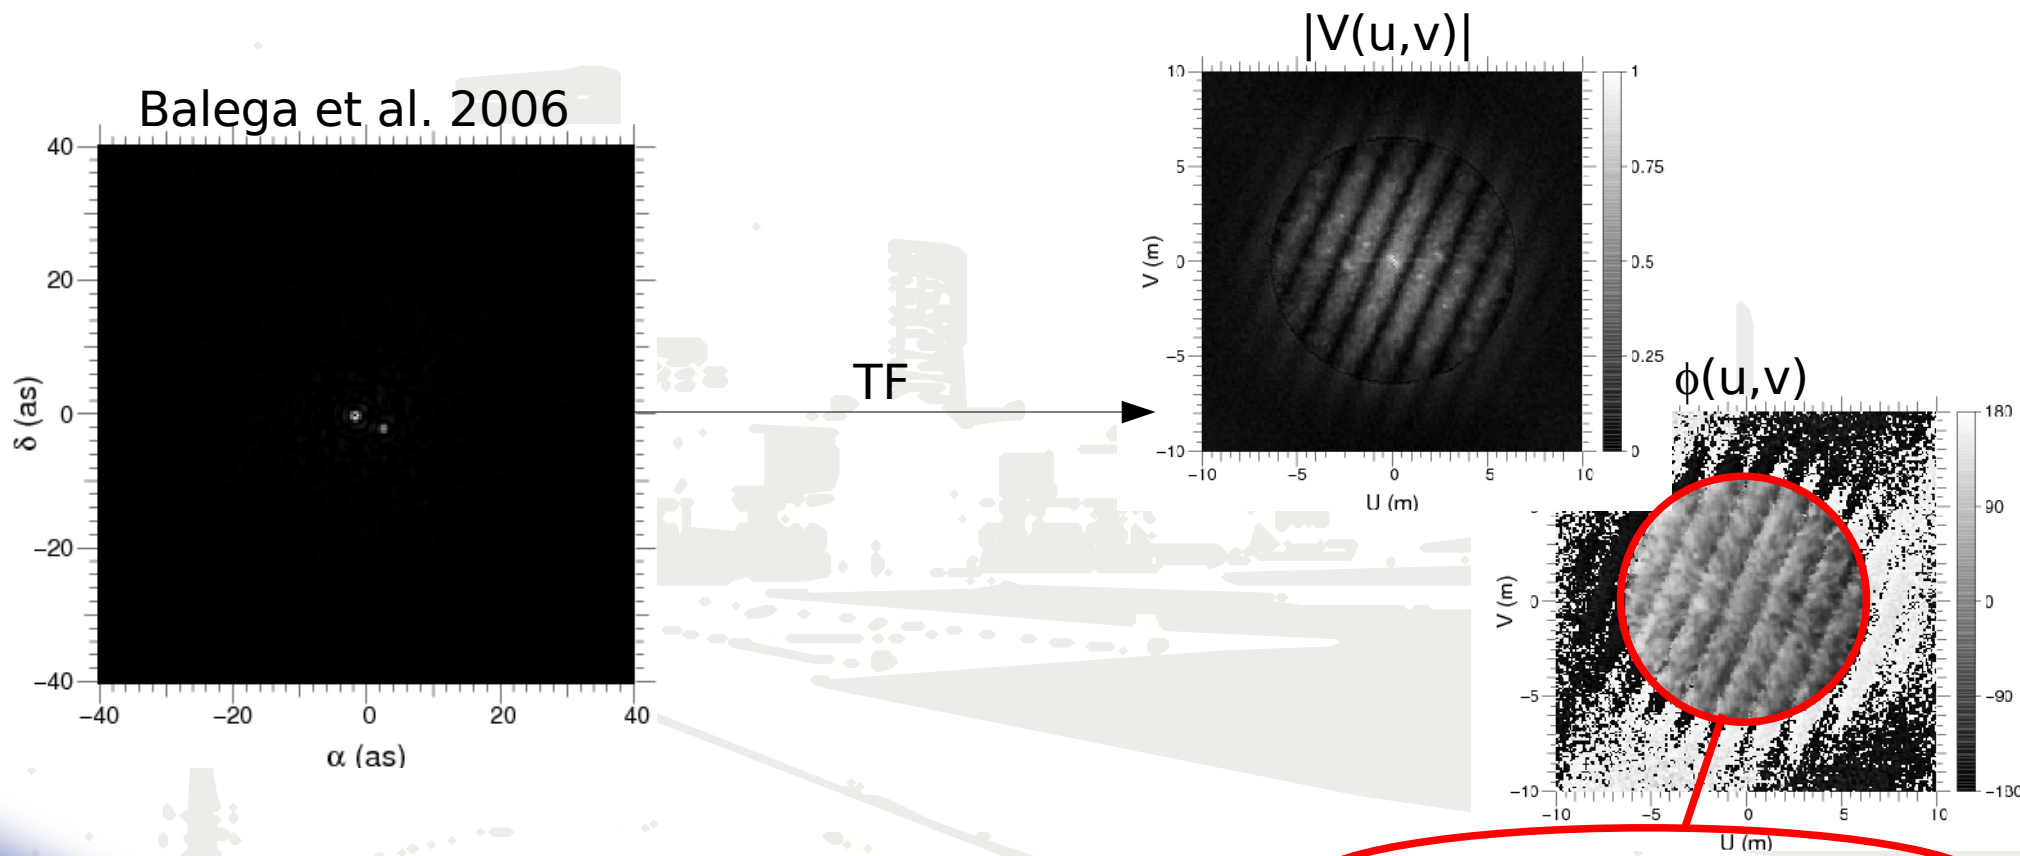 Balega et al. 2006
40
20
0
−20
−40
δ (as)
−40 −20 0 20 40
α (as)
TF
|V(u,v)|
10
5
0
−5
−10
V (m)
−10 −5 0 5 10
U (m)
1
0.75
0.5
0.25
0
ϕ(u,v)
0
−5
−10
V (m)
−10 −5 0 5 10
U (m)
180
90
0
−90
−180